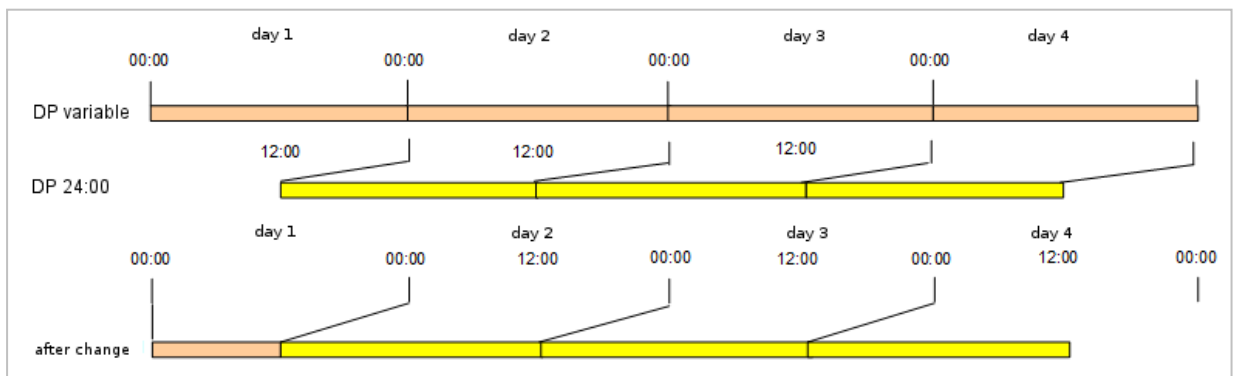 day 1 day 2 day 3 day 4
00:00 00:00 00:00 00:00
DP variable
12:00 12:00 12:00
DP 24:00
day 1 day 2 day 3 day 4
00:00 00:00 12:00 00:00 12:00 00:00 12:00 00:00
after change